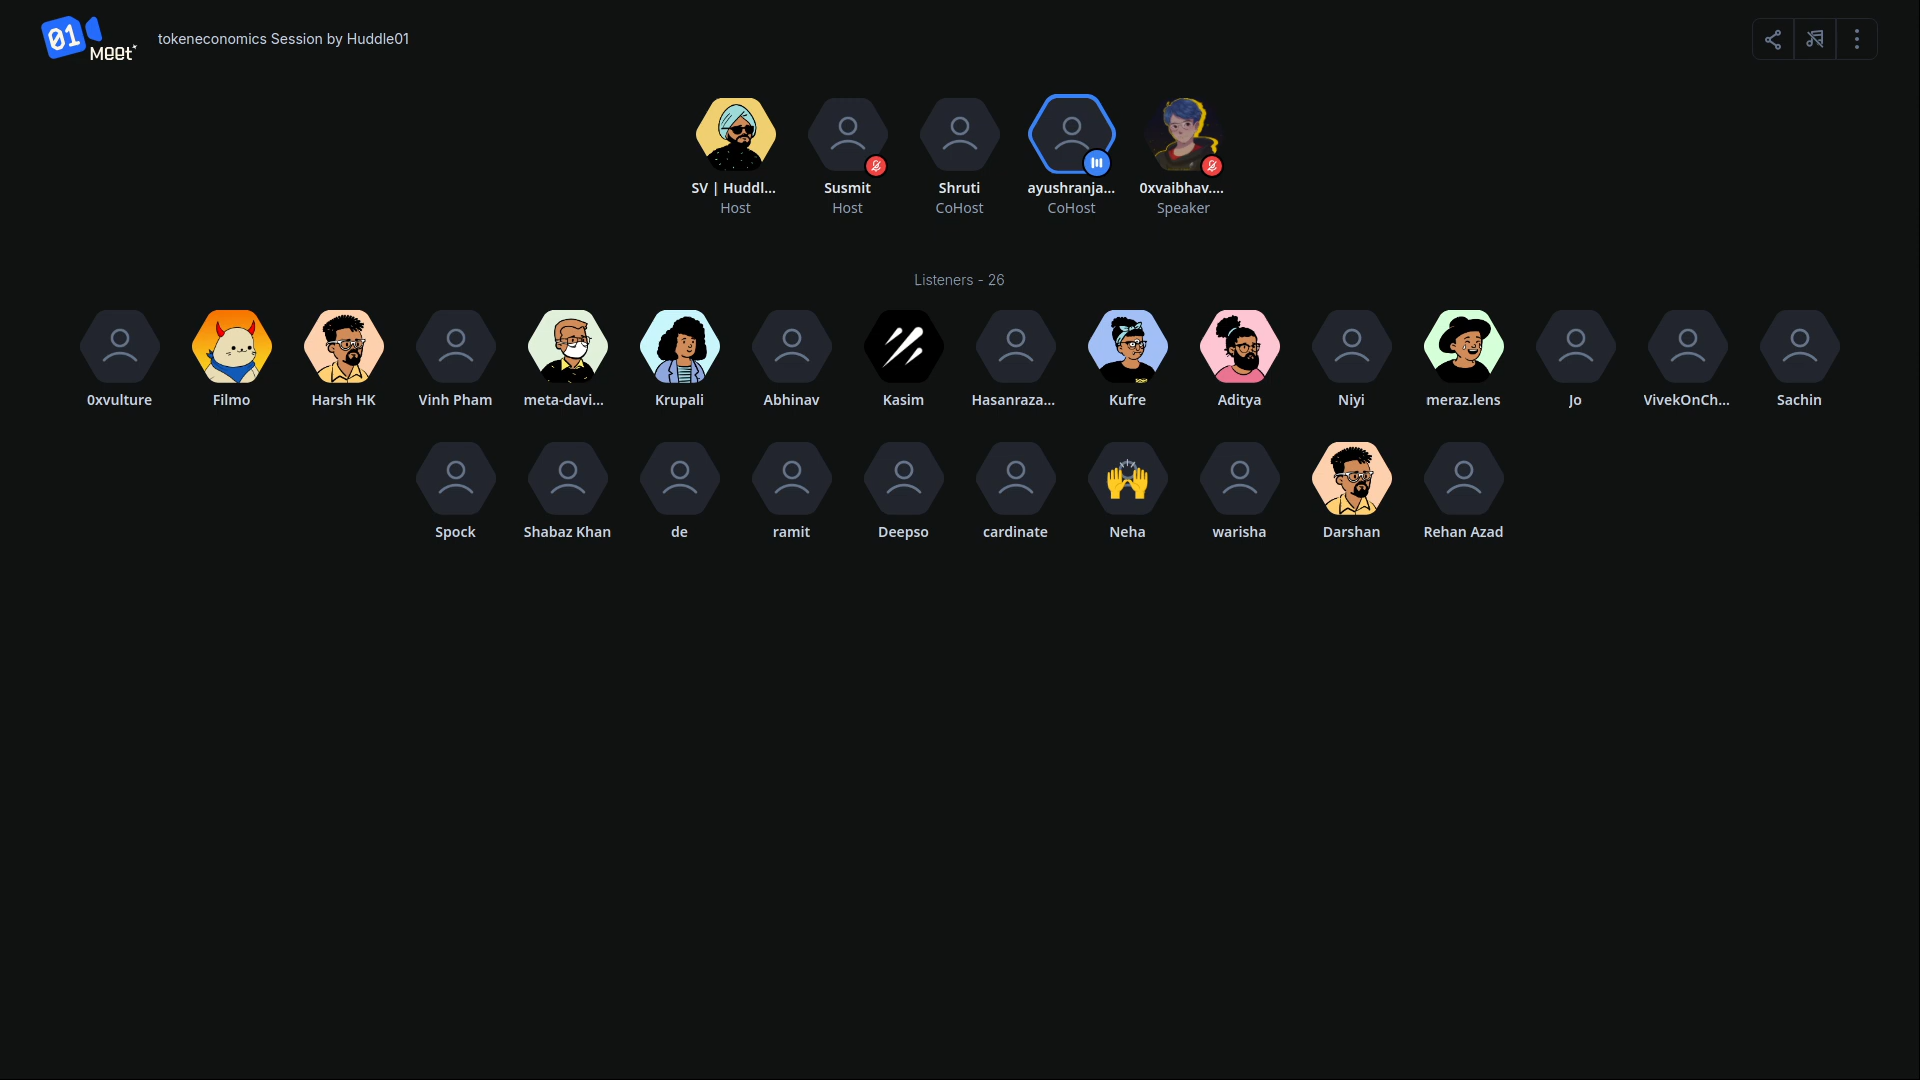 01 Meet
tokeneconomics Session by Huddle01
SV | Huddl... Susmit Shruti ayushranja... 0xvaibhav....
Host Host CoHost CoHost Speaker
Listeners - 26
0xvulture Filmo Harsh HK Vinh Pham meta-davi... Krupali Abhinav Kasim Hasanraza... Kufre Aditya Niyi meraz.lens Jo VivekOnCh... Sachin
Spock Shabaz Khan de ramit Deepso cardinate Neha warisha Darshan Rehan Azad